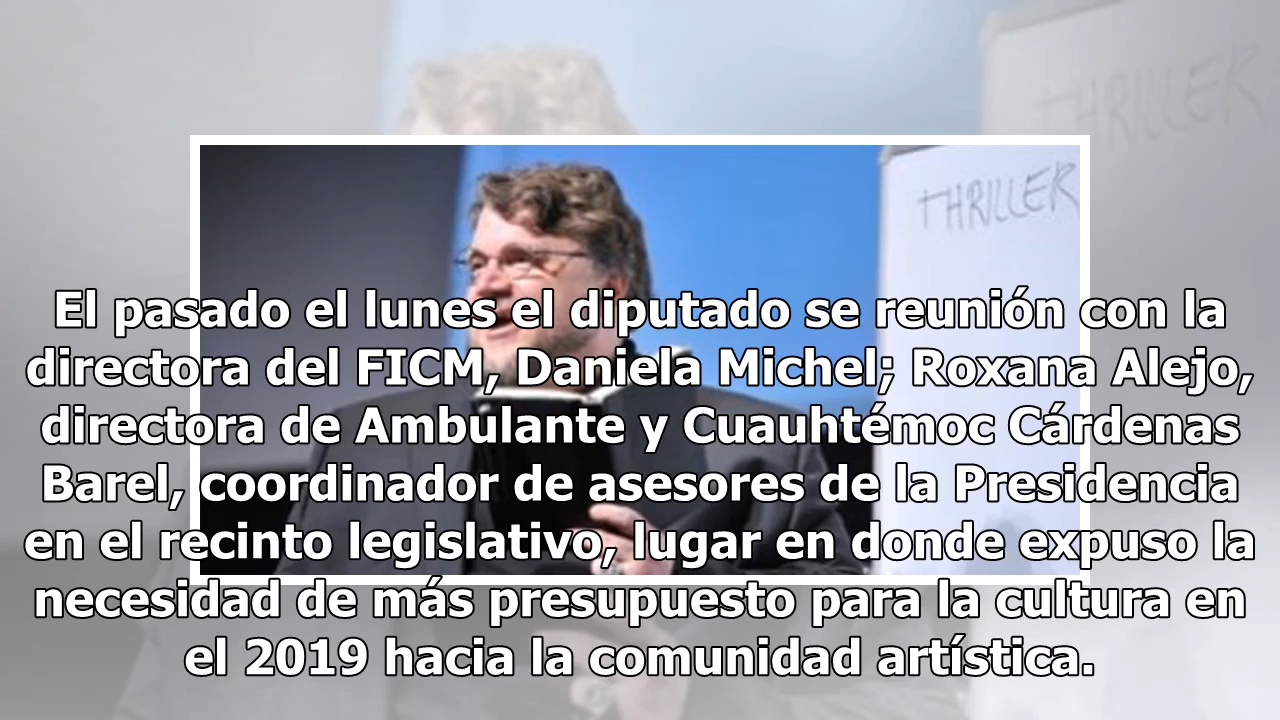 THRILLER
THRILLER
El pasado el lunes el diputado se reunión con la
directora del FICM, Daniela Michel; Roxana Alejo,
directora de Ambulante y Cuauhtémoc Cárdenas
Barel, coordinador de asesores de la Presidencia
en el recinto legislativo, lugar en donde expuso la
necesidad de más presupuesto para la cultura en
el 2019 hacia la comunidad artística.